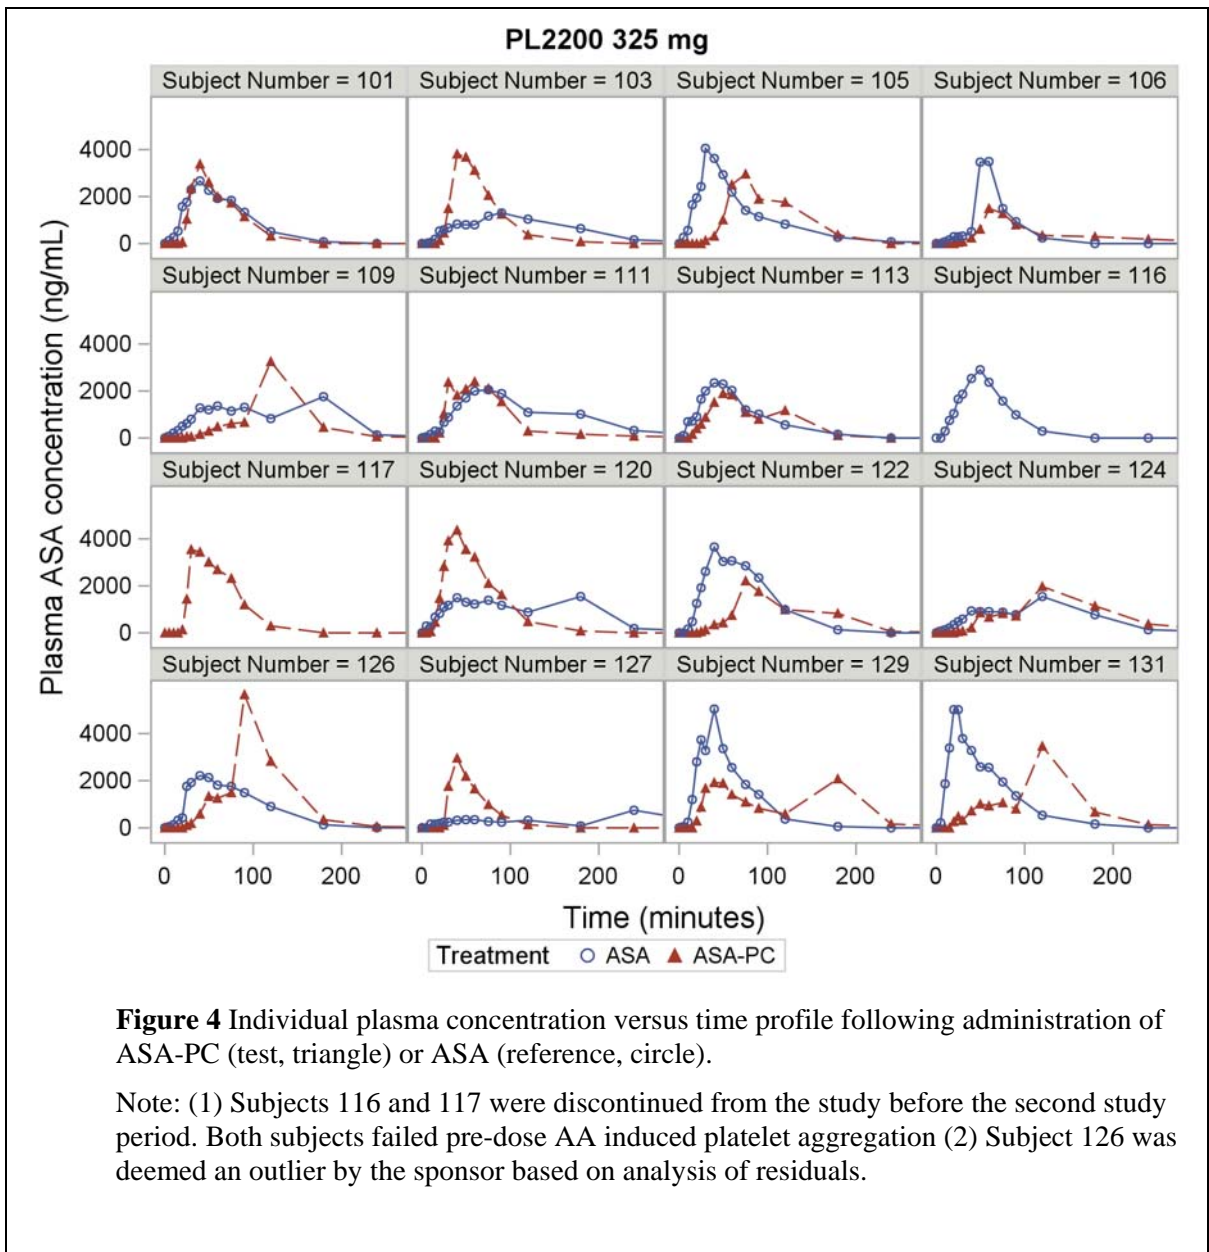 PL2200 325 mg
Subject Number = 101 Subject Number = 103 Subject Number = 105 Subject Number = 106
4000
2000
0
Subject Number = 109 Subject Number = 111 Subject Number = 113 Subject Number = 116
4000
2000
0
Subject Number = 117 Subject Number = 120 Subject Number = 122 Subject Number = 124
4000
2000
0
Subject Number = 126 Subject Number = 127 Subject Number = 129 Subject Number = 131
4000
2000
0
Plasma ASA concentration (ng/mL)
0 100 200 0 100 200 0 100 200 0 100 200
Time (minutes)
Treatment ASA ASA-PC
Figure 4 Individual plasma concentration versus time profile following administration of
ASA-PC (test, triangle) or ASA (reference, circle).
Note: (1) Subjects 116 and 117 were discontinued from the study before the second study
period. Both subjects failed pre-dose AA induced platelet aggregation (2) Subject 126 was
deemed an outlier by the sponsor based on analysis of residuals.